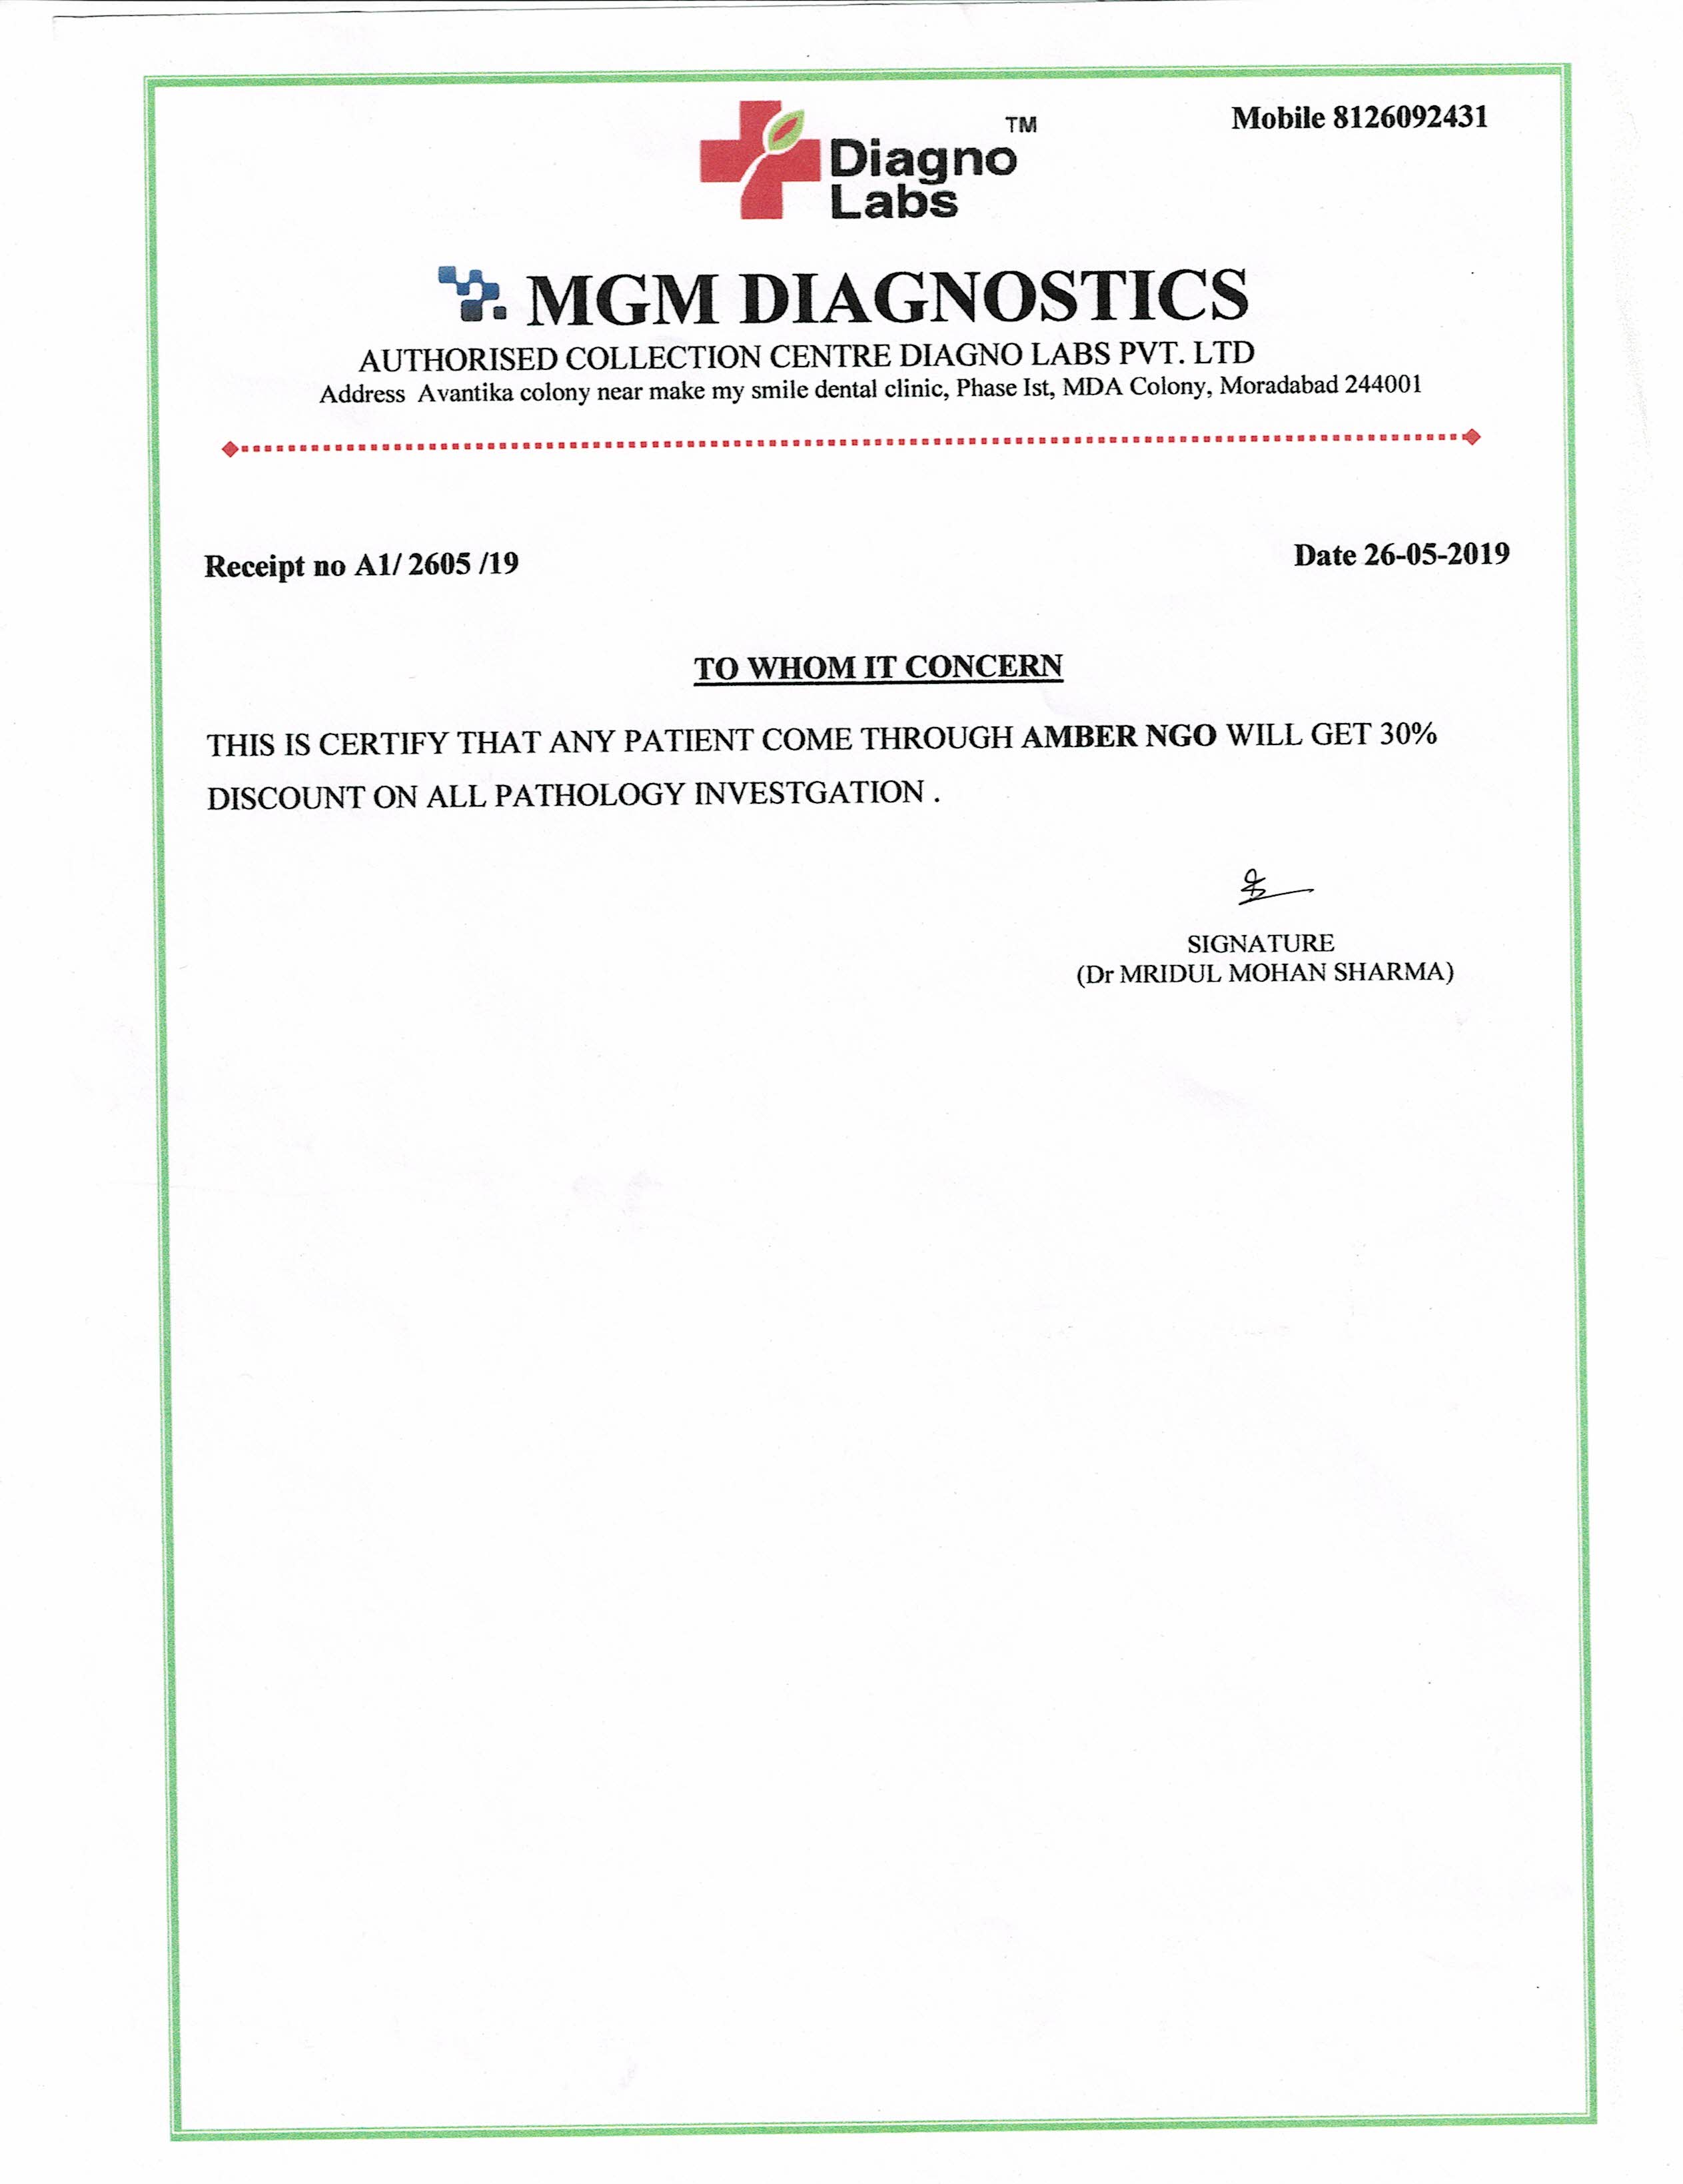 Mobile 8126092431
TM
Diagno
Labs
MGM DIAGNOSTICS
AUTHORISED COLLECTION CENTRE DIAGNO LABS PVT. LTD
Address Avantika colony near make my smile dental clinic, Phase Ist, MDA Colony, Moradabad 244001
Receipt no A1/ 2605 /19
Date 26-05-2019
TO WHOM IT CONCERN
THIS IS CERTIFY THAT ANY PATIENT COME THROUGH AMBER NGO WILL GET 30%
DISCOUNT ON ALL PATHOLOGY INVESTGATION .
SIGNATURE
(Dr MRIDUL MOHAN SHARMA)